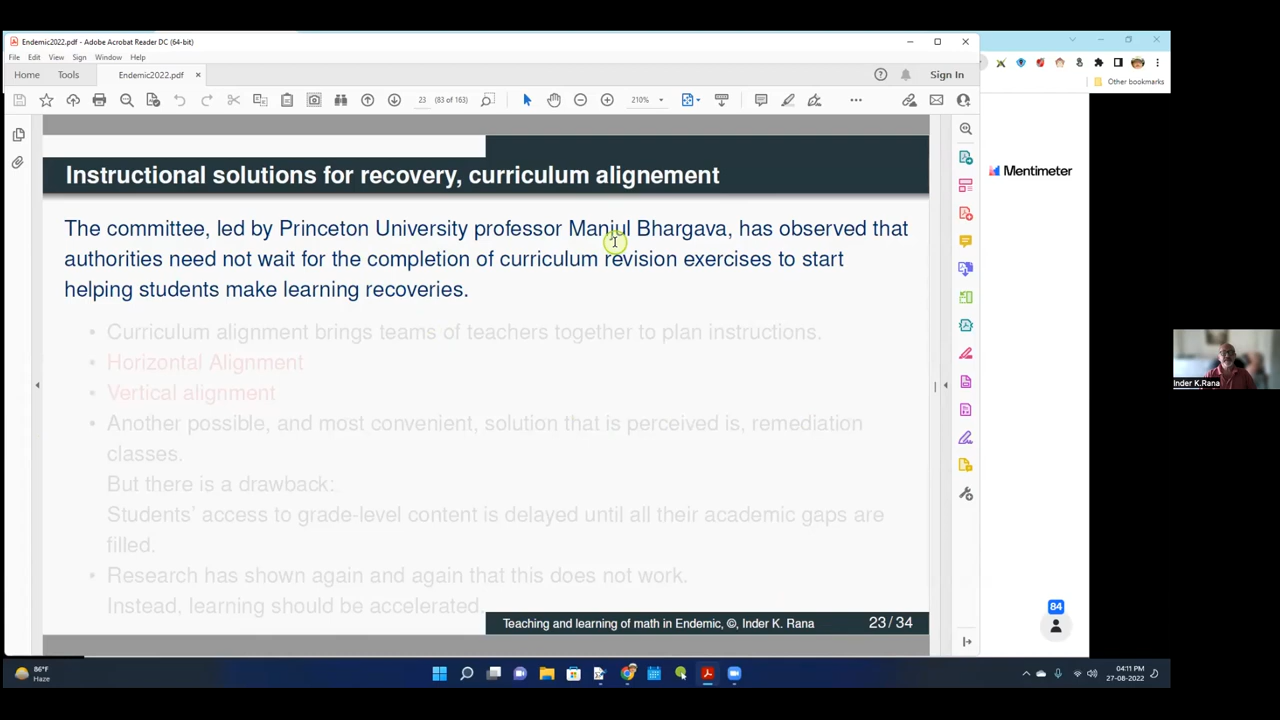 Endemic2022.pdf - Adobe Acrobat Reader DC (64-bit)
File Edit View Sign Window Help
Other bookmarks
Home Tools Endemic2022.pdf × Sign In
23 (83 of 163) 210%
Mentimeter
Instructional solutions for recovery, curriculum alignement
The committee, led by Princeton University professor Manjul Bhargava, has observed that
authorities need not wait for the completion of curriculum revision exercises to start
helping students make learning recoveries.
• Curriculum alignment brings teams of teachers together to plan instructions.
• Horizontal Alignment
• Vertical alignment
• Another possible, and most convenient, solution that is perceived is, remediation
classes.
But there is a drawback:
Students' access to grade-level content is delayed until all their academic gaps are
filled.
• Research has shown again and again that this does not work.
Instead, learning should be accelerated.
Teaching and learning of math in Endemic, ©, Inder K. Rana 23/34
Inder K.Rana
84
86°F
Haze
04:11 PM
27-08-2022